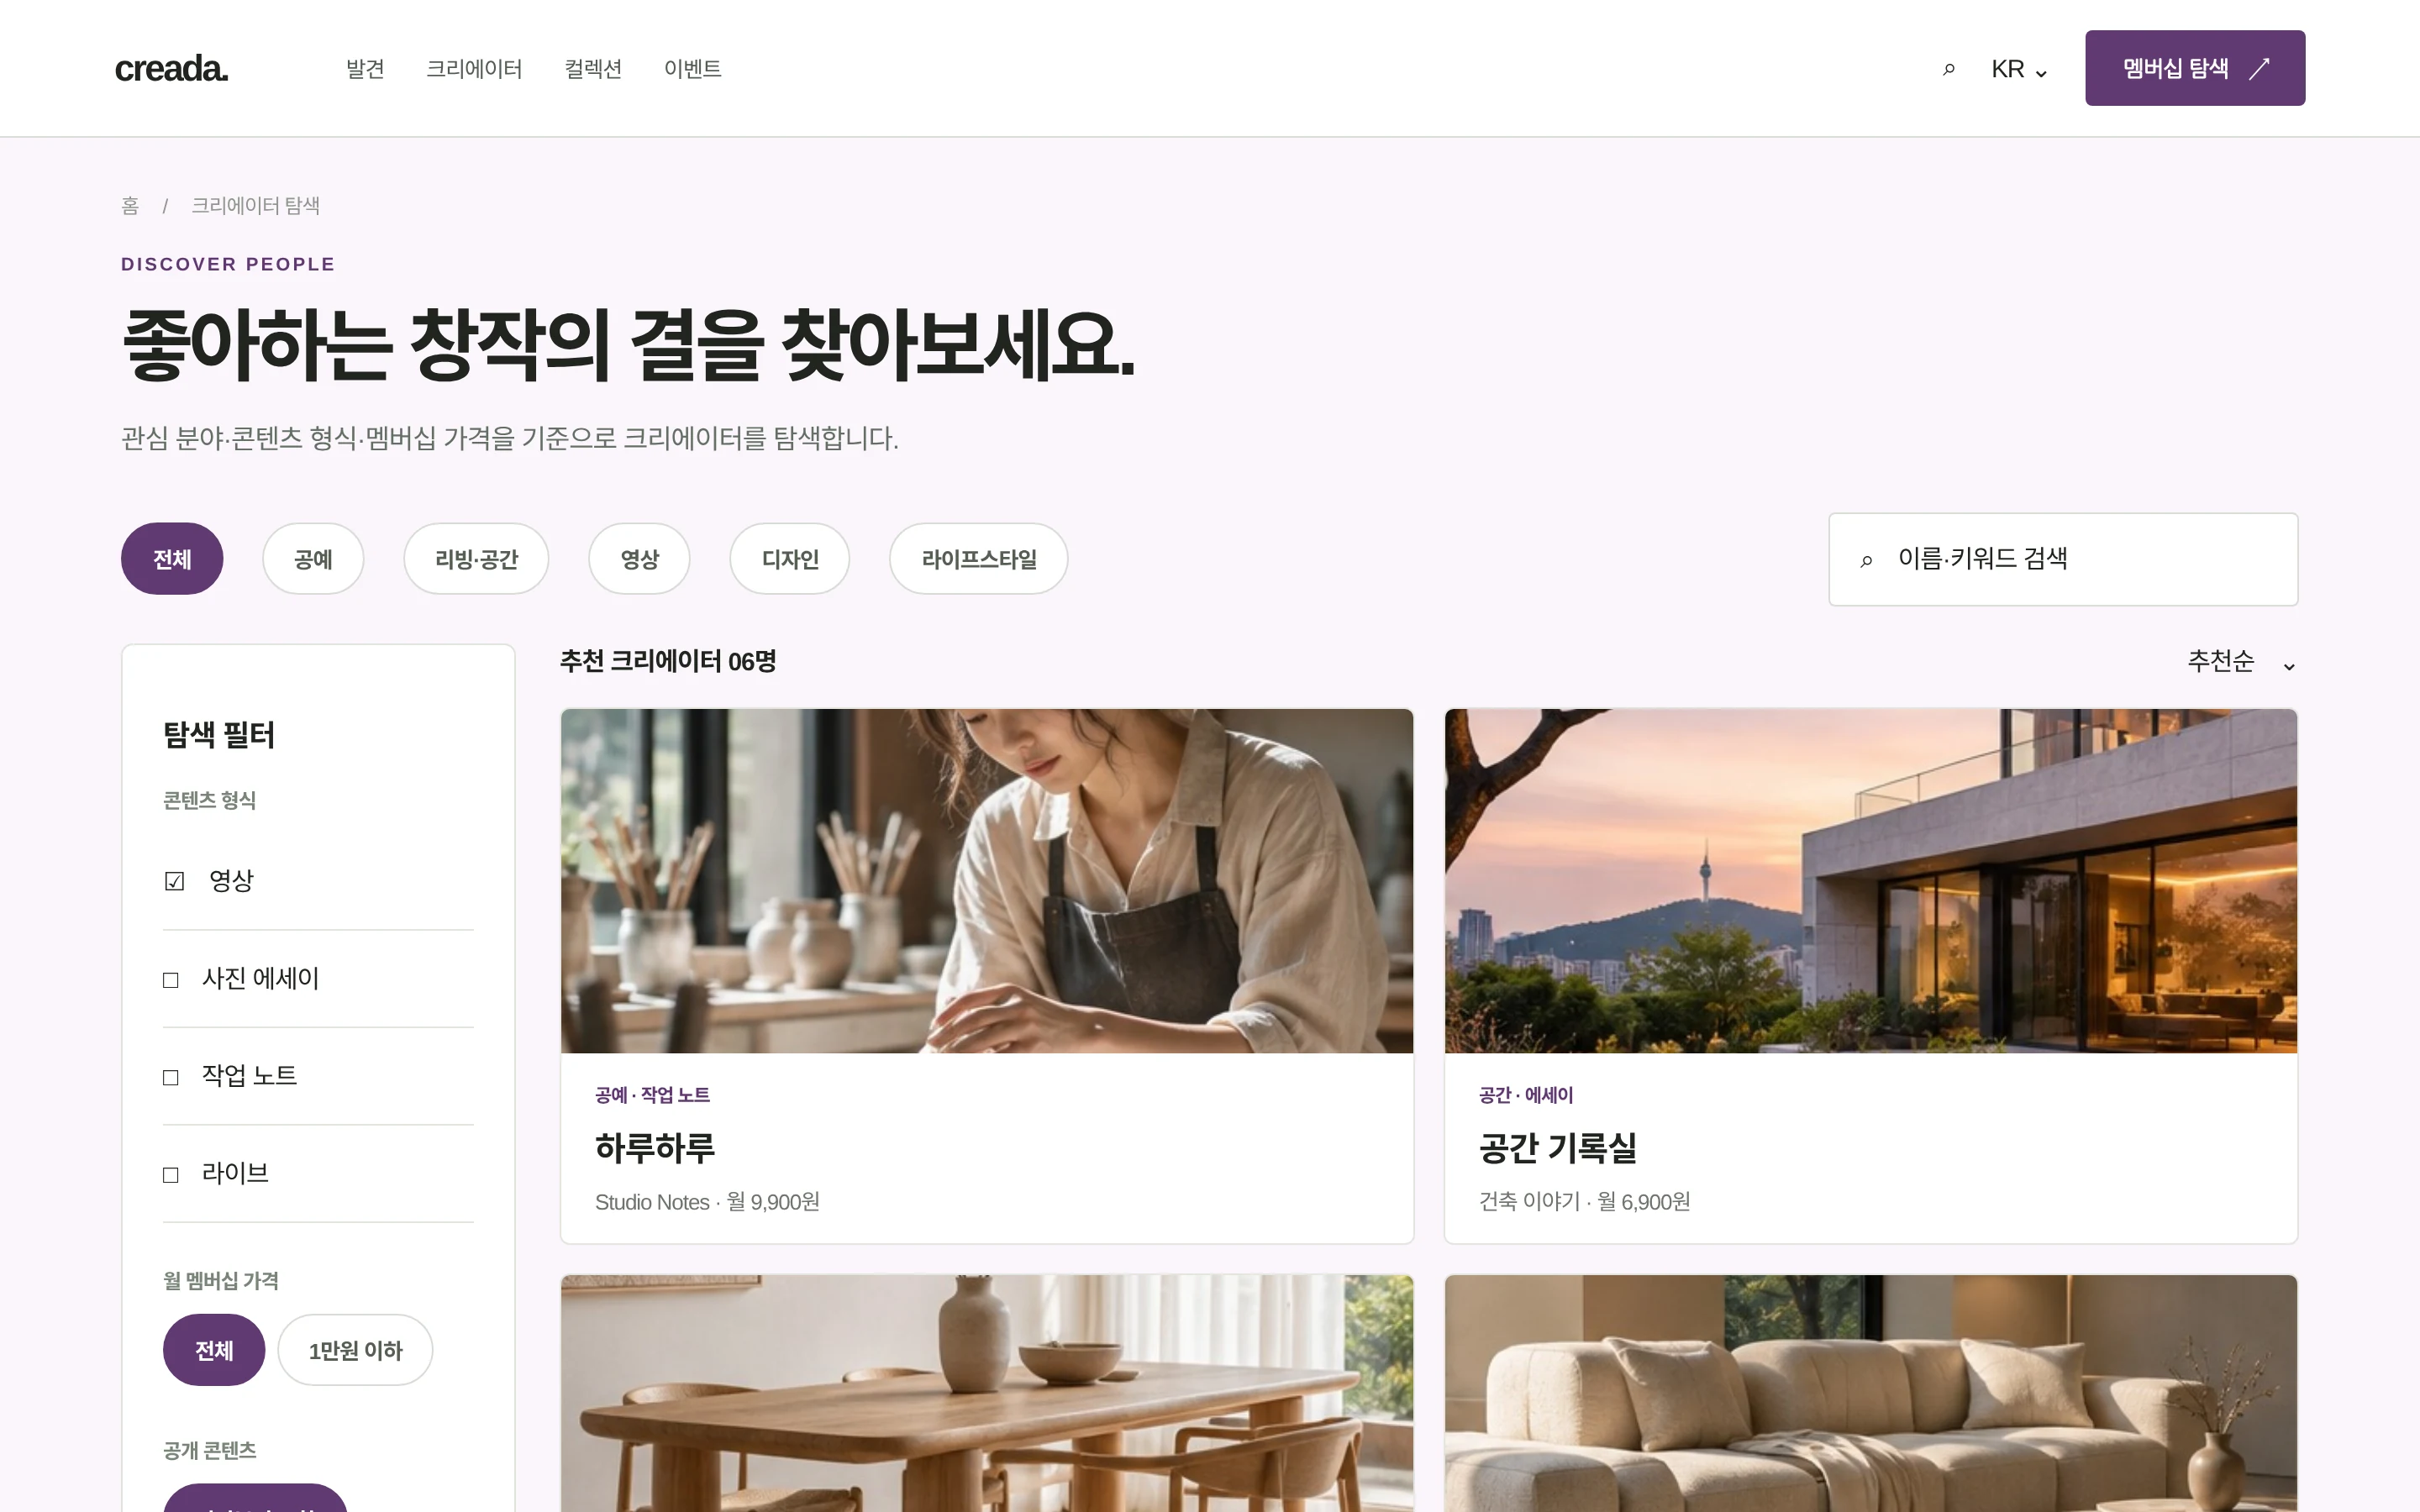 creada.
발견
크리에이터
컬렉션
이벤트
KR
멤버십 탐색
홈 / 크리에이터 탐색
DISCOVER PEOPLE
좋아하는 창작의 결을 찾아보세요.
관심 분야·콘텐츠 형식·멤버십 가격을 기준으로 크리에이터를 탐색합니다.
전체
공예
리빙·공간
영상
디자인
라이프스타일
이름·키워드 검색
탐색 필터
콘텐츠 형식
영상
사진 에세이
작업 노트
라이브
월 멤버십 가격
전체
1만원 이하
공개 콘텐츠
추천 크리에이터 06명
추천순
공예 · 작업 노트
하루하루
Studio Notes · 월 9,900원
공간 · 에세이
공간 기록실
건축 이야기 · 월 6,900원